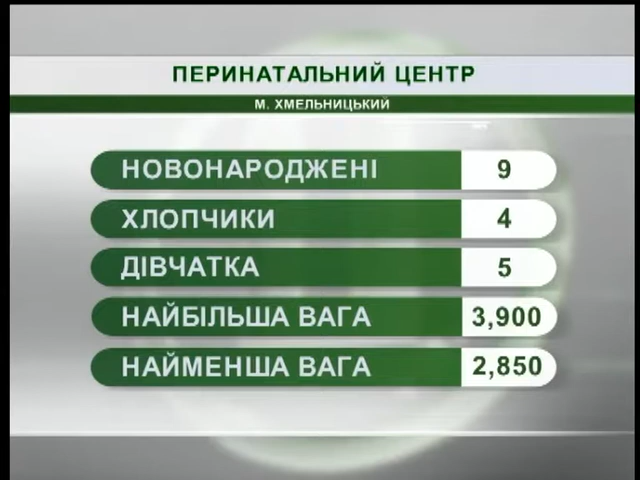 ПЕРИНАТАЛЬНИЙ ЦЕНТР
М. ХМЕЛЬНИЦЬКИЙ
НОВОНАРОДЖЕНІ 9
ХЛОПЧИКИ 4
ДІВЧАТКА 5
НАЙБІЛЬША ВАГА 3,900
НАЙМЕНША ВАГА 2,850